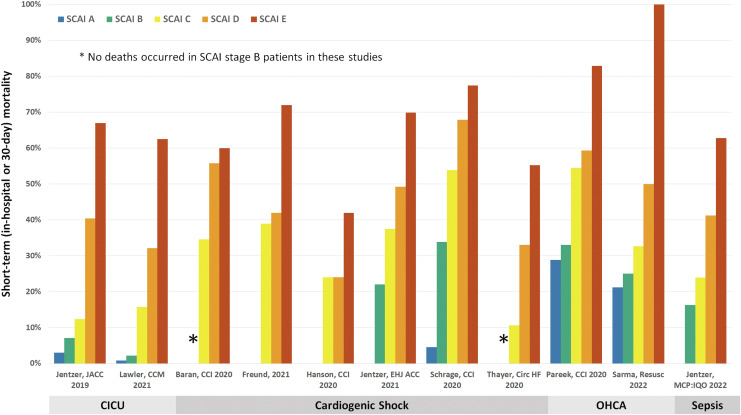 SCAI A SCAI B SCAI C SCAI D SCAI E
* No deaths occurred in SCAI stage B patients in these studies
Short-term (in-hospital or 30-day) mortality
100%
90%
80%
70%
60%
50%
40%
30%
20%
10%
0%
*
*
Jentzer, JACC
2019
Lawler, CCM
2021
Baran, CCI 2020
Freund, 2021
Hanson, CCI
2020
Jentzer, EHJ ACC
2021
Schrage, CCI
2020
Thayer, Circ HF
2020
Pareek, CCI 2020
Sarma, Resusc
2022
Jentzer,
MCP:IQO 2022
CICU
Cardiogenic Shock
OHCA
Sepsis